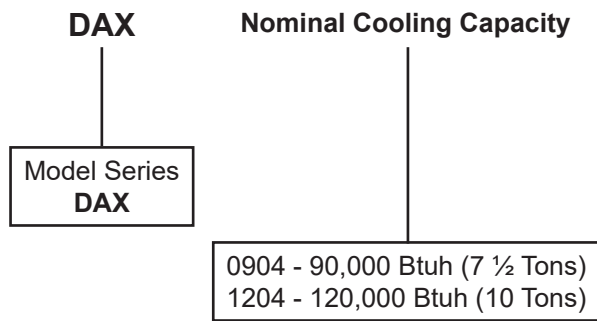 DAX
Nominal Cooling Capacity
Model Series
DAX
0904 - 90,000 Btuh (7 ½ Tons)
1204 - 120,000 Btuh (10 Tons)